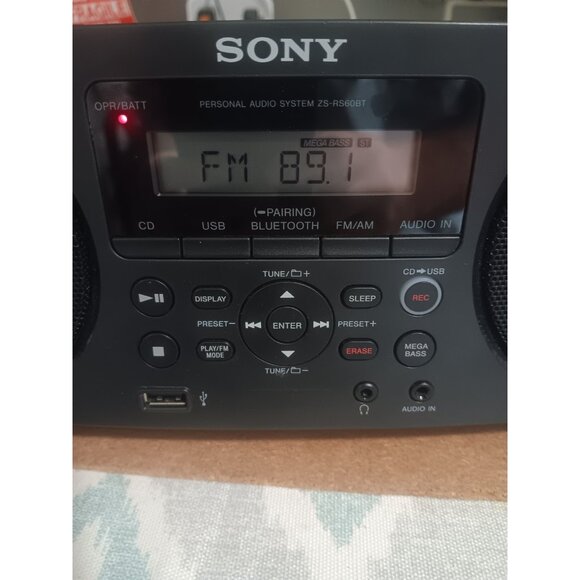 SONY
OPR/BATT
PERSONAL AUDIO SYSTEM ZS-RS60BT
MEGA BASS ST
FM 89.1
(PAIRING)
CD USB BLUETOOTH FM/AM AUDIO IN
TUNE/ +
CD USB
DISPLAY SLEEP REC
PRESET– ENTER PRESET+
PLAY/FM MODE
ERASE
MEGA BASS
TUNE/ –
AUDIO IN